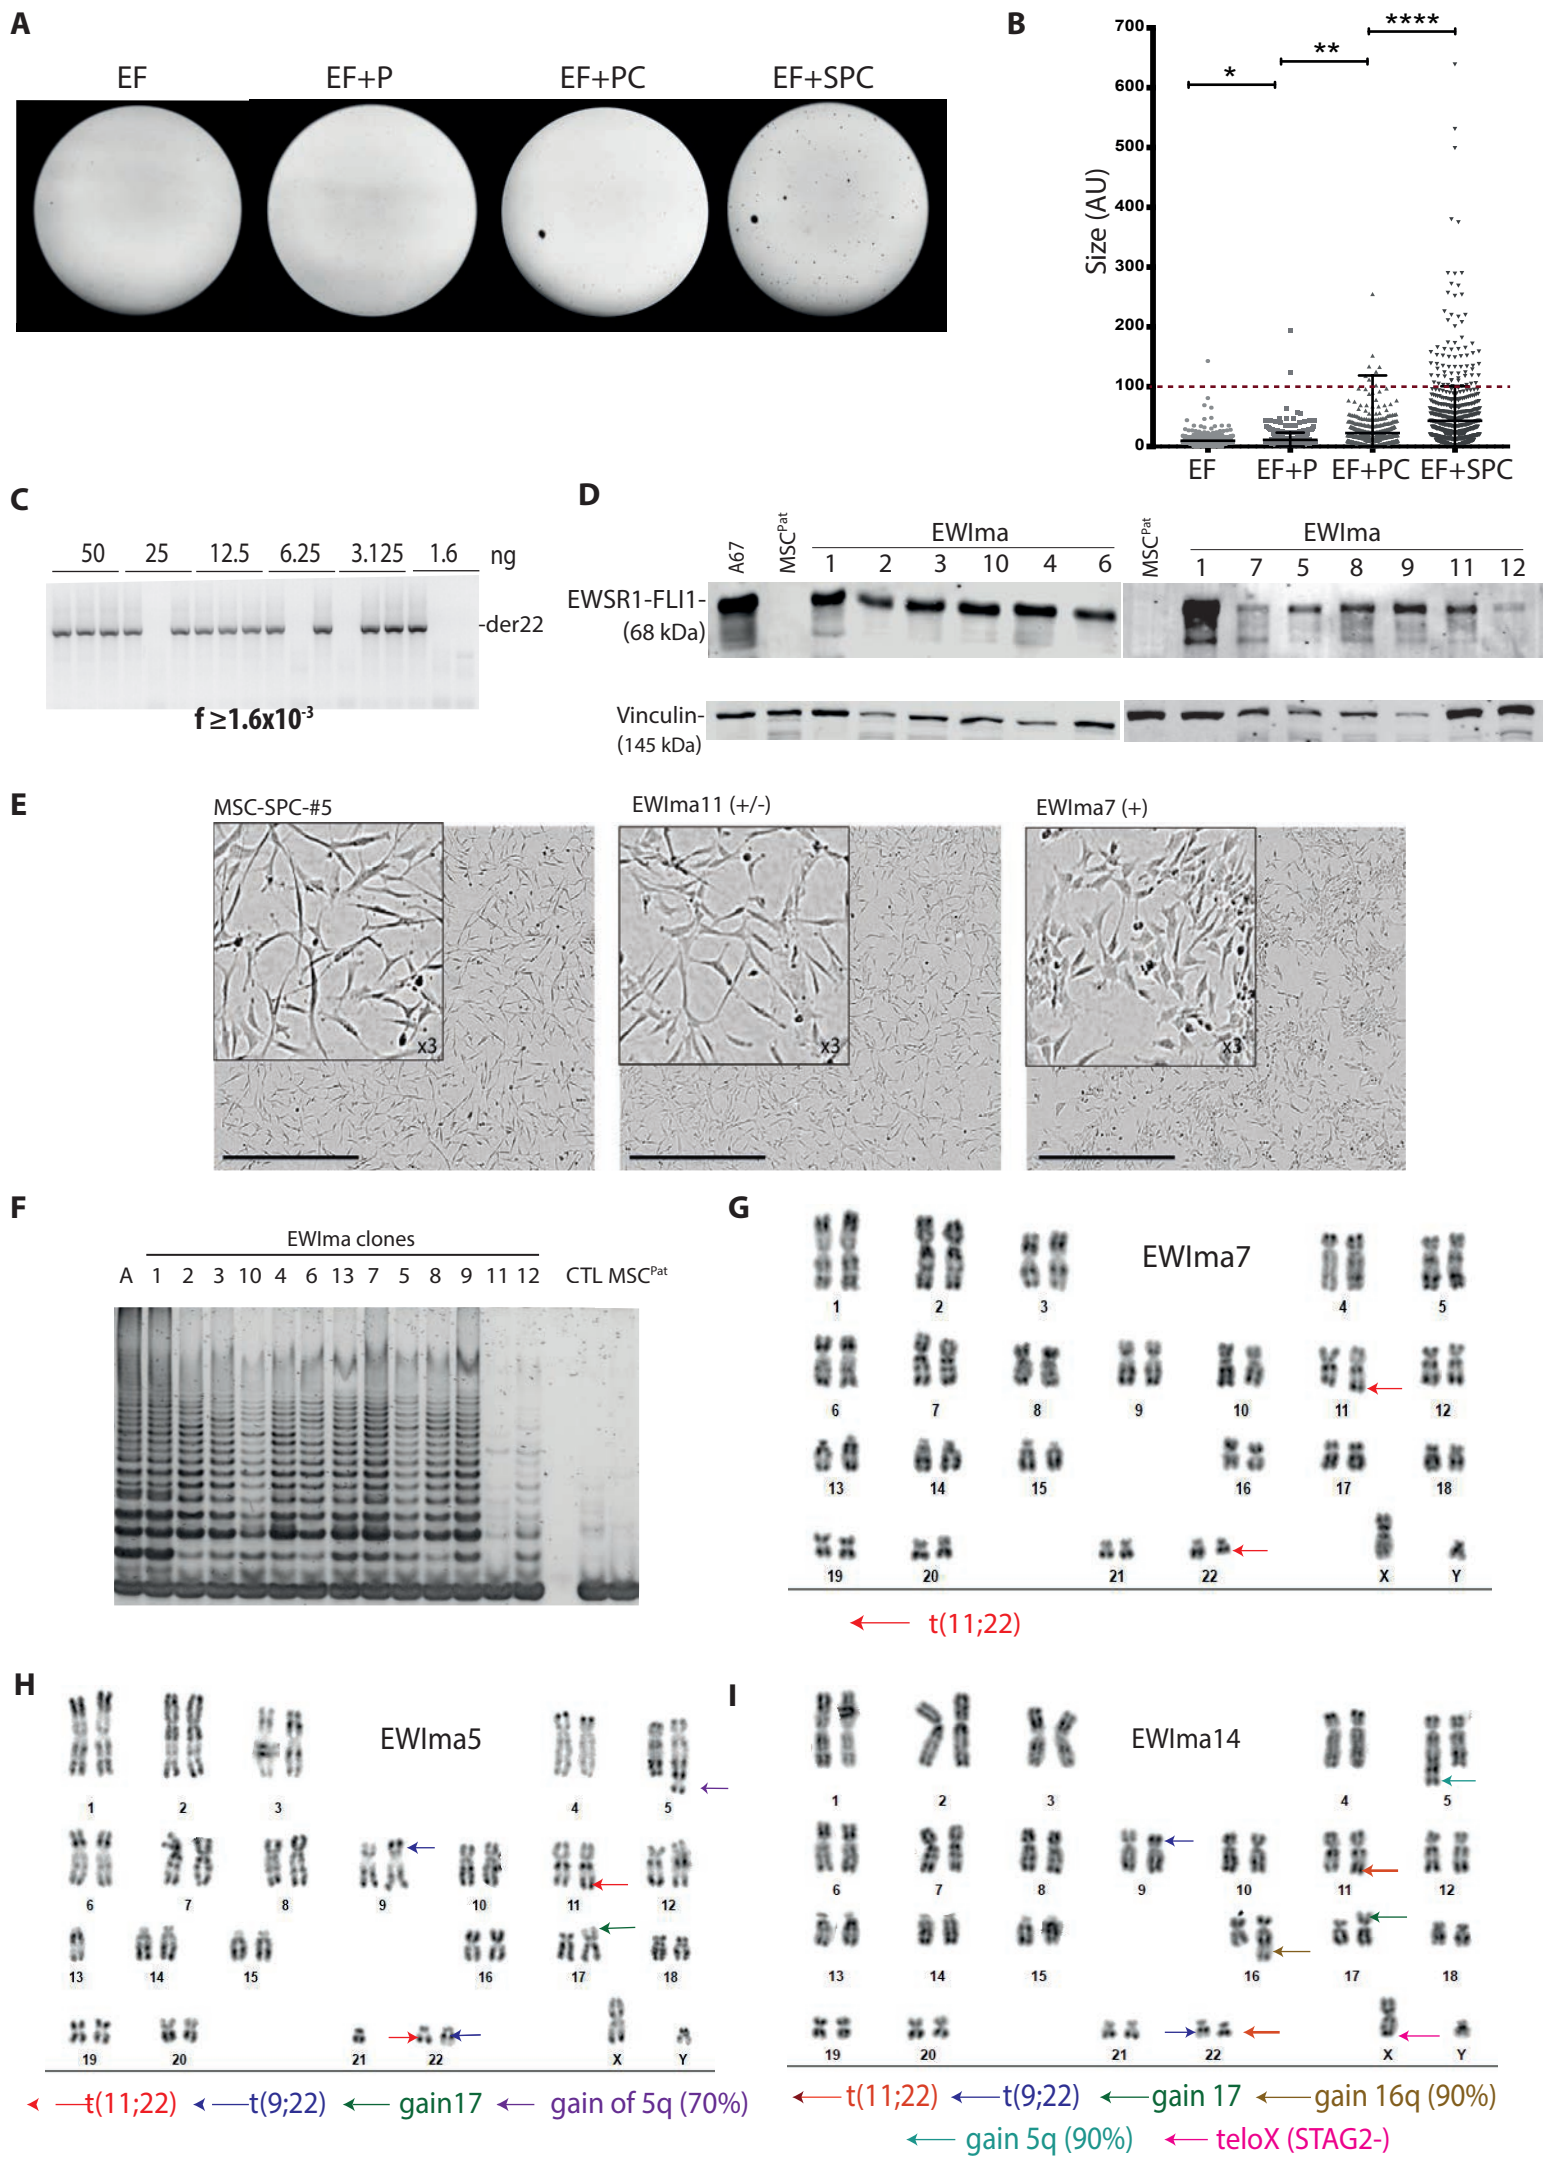 A
EF EF+P EF+PC EF+SPC
B
700
600
500
400
300
200
100
0
Size (AU)
* ** ****
EF EF+P EF+PC EF+SPC
C
50 25 12.5 6.25 3.125 1.6 ng
-der22
f ≥1.6x10-3
D
A67 MSCPat EWIma MSCPat EWIma
1 2 3 10 4 6 1 7 5 8 9 11 12
EWSR1-FLI1-
(68 kDa)
Vinculin-
(145 kDa)
E
MSC-SPC-#5 EWIma11 (+/-) EWIma7 (+)
x3 x3 x3
F
EWIma clones
A 1 2 3 10 4 6 13 7 5 8 9 11 12 CTL MSCPat
G
EWIma7
1 2 3 4 5
6 7 8 9 10 11 12
13 14 15 16 17 18
19 20 21 22 X Y
t(11;22)
H
EWIma5
1 2 3 4 5
6 7 8 9 10 11 12
13 14 15 16 17 18
19 20 21 22 X Y
t(11;22) t(9;22) gain17 gain of 5q (70%)
I
EWIma14
1 2 3 4 5
6 7 8 9 10 11 12
13 14 15 16 17 18
19 20 21 22 X Y
t(11;22) t(9;22) gain 17 gain 16q (90%)
gain 5q (90%) teloX (STAG2-)